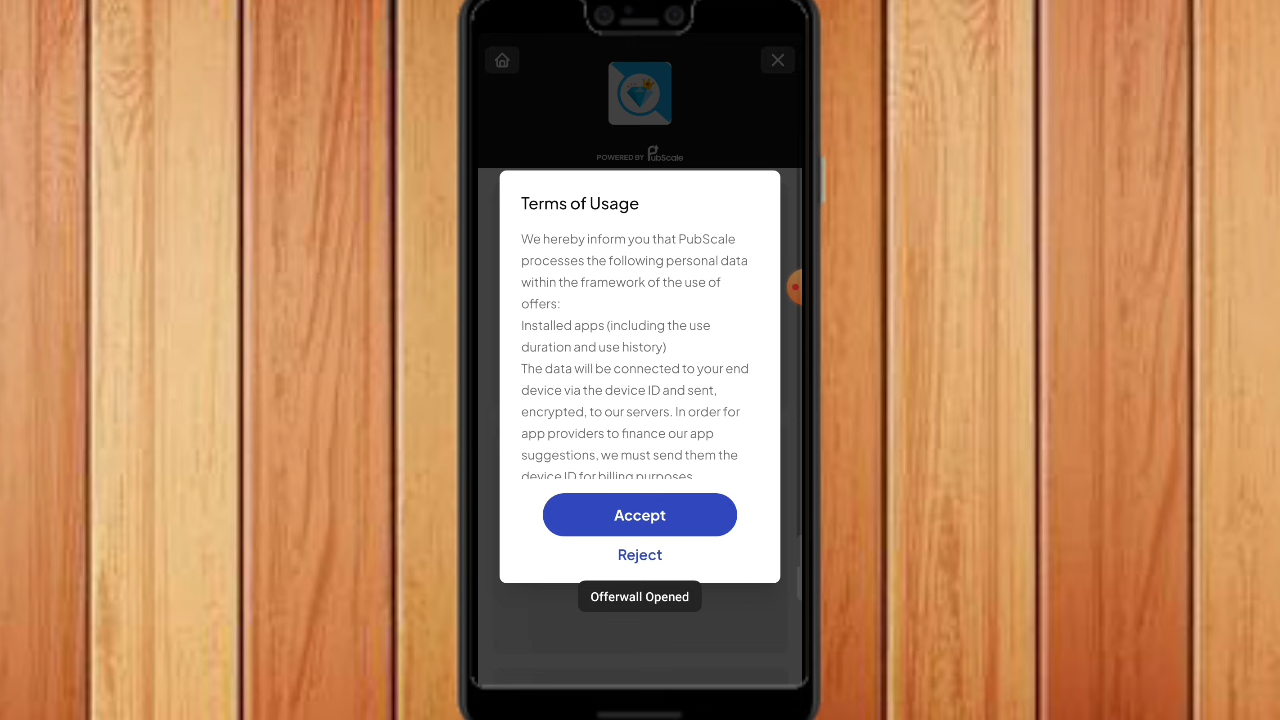 POWERED BY PubScale
Terms of Usage
We hereby inform you that PubScale
processes the following personal data
within the framework of the use of
offers:
Installed apps (including the use
duration and use history)
The data will be connected to your end
device via the device ID and sent,
encrypted, to our servers. In order for
app providers to finance our app
suggestions, we must send them the
device ID for billing purposes
Accept
Reject
Offerwall Opened